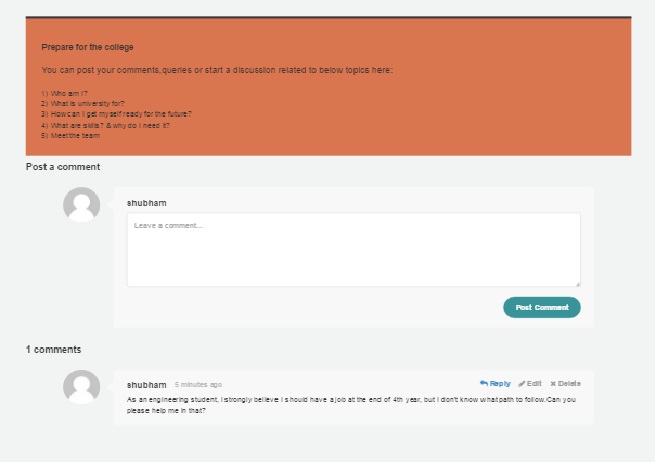 Prepare for the college
You can post your comments,queries or start a discussion related to below topics here:
1) Who am I?
2) What is university for?
3) How can I get myself ready for the future?
4) What are skills? & why do I need it?
5) Meet the team
Post a comment
shubham
Leave a comment...
Post Comment
1 comments
shubham 5 minutes ago Reply Edit Delete
As an engineering student, I strongly believe I should have a job at the end of 4th year, but I don't know what path to follow.Can you
please help me in that?